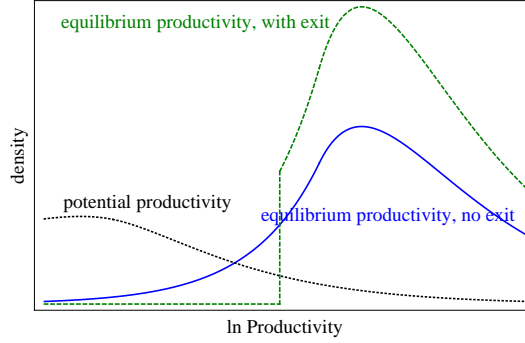 equilibrium productivity, with exit
density
potential productivity
equilibrium productivity, no exit
ln Productivity